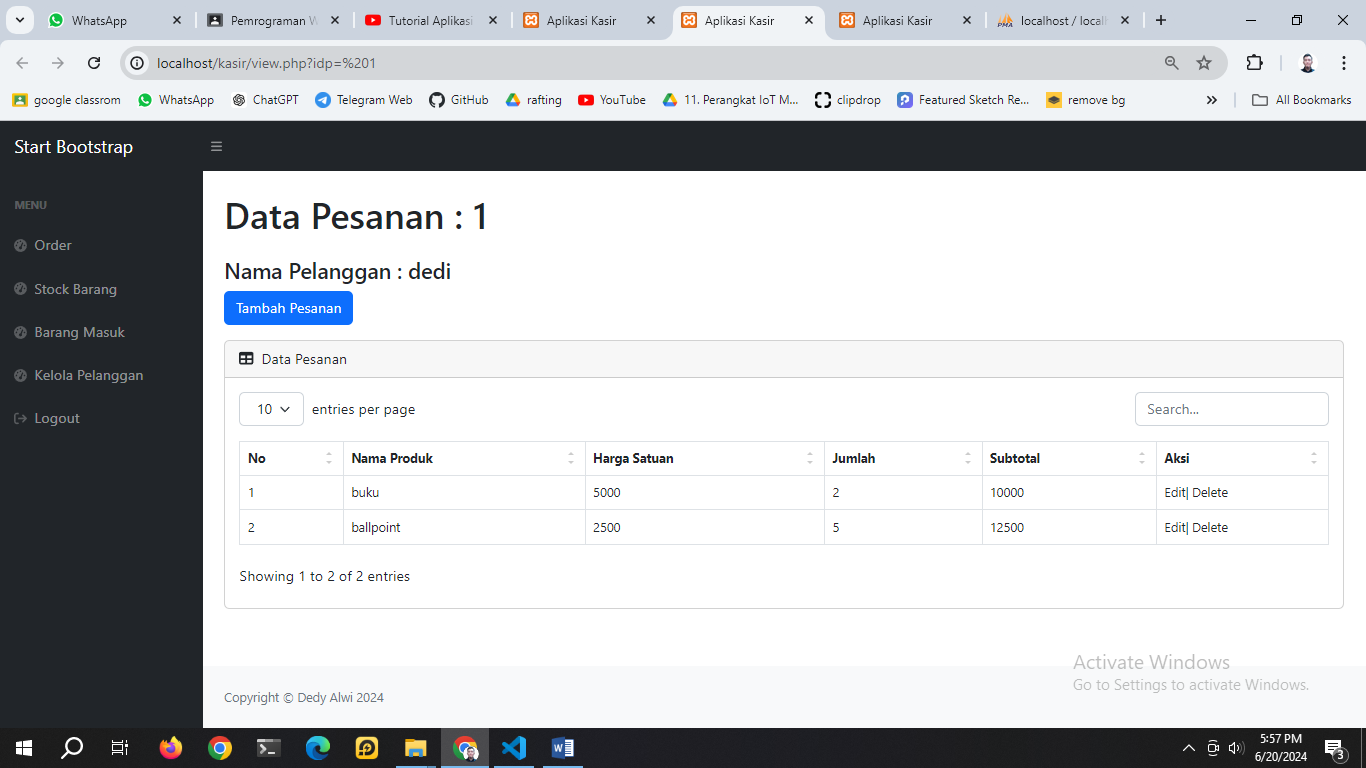 WhatsApp
Pemrograman W
Tutorial Aplikasi
Aplikasi Kasir
Aplikasi Kasir
Aplikasi Kasir
localhost / local
localhost/kasir/view.php?idp=%201
google classrom
WhatsApp
ChatGPT
Telegram Web
GitHub
rafting
YouTube
11. Perangkat IoT M...
clipdrop
Featured Sketch Re...
remove bg
All Bookmarks
Start Bootstrap
MENU
Order
Stock Barang
Barang Masuk
Kelola Pelanggan
Logout
Data Pesanan : 1
Nama Pelanggan : dedi
Tambah Pesanan
Data Pesanan
10 entries per page
Search...
No Nama Produk Harga Satuan Jumlah Subtotal Aksi
1 buku 5000 2 10000 Edit| Delete
2 ballpoint 2500 5 12500 Edit| Delete
Showing 1 to 2 of 2 entries
Activate Windows
Go to Settings to activate Windows.
Copyright © Dedy Alwi 2024
5:57 PM
6/20/2024
3